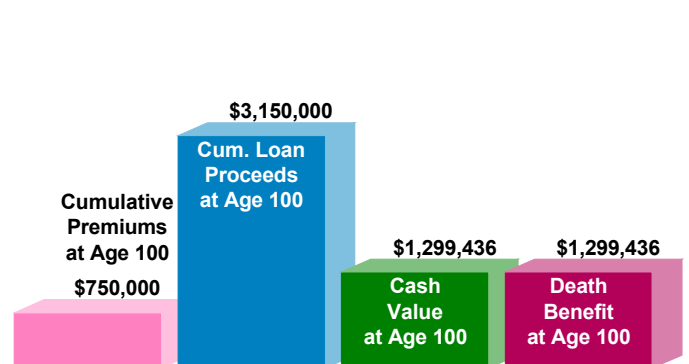 $3,150,000
Cum. Loan
Proceeds
at Age 100
Cumulative
Premiums
at Age 100
$750,000
$1,299,436
Cash
Value
at Age 100
$1,299,436
Death
Benefit
at Age 100